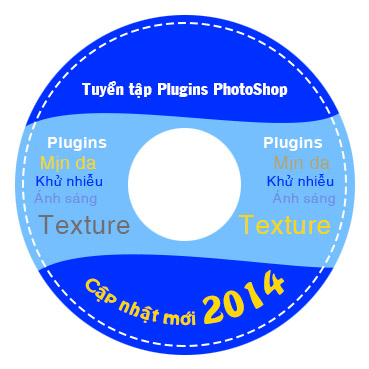 Tuyển tập Plugins PhotoShop
Plugins
Mịn da
Khử nhiễu
Ánh sáng
Texture
Plugins
Mịn da
Khử nhiễu
Ánh sáng
Texture
Cập nhật mới 2014